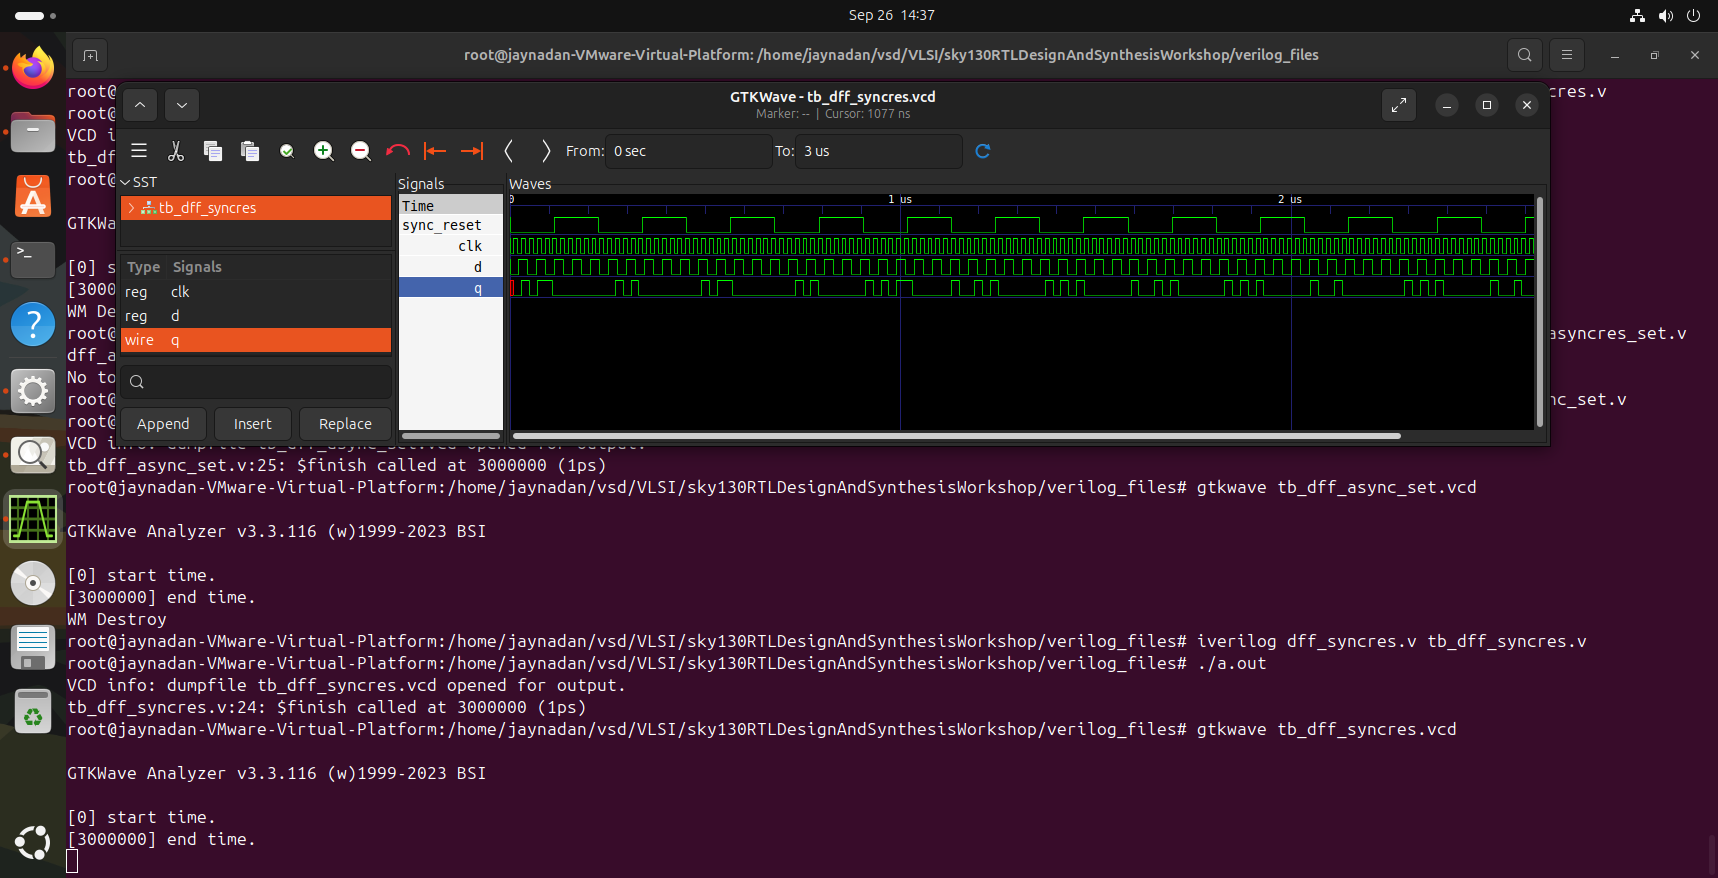 Sep 26 14:37
root@jaynadan-VMware-Virtual-Platform: /home/jaynadan/vsd/VLSI/sky130RTLDesignAndSynthesisWorkshop/verilog_files
root@
cres.v
root@
VCD i
tb_df
root@
GTKWa
[0] s
[3000
WM De
root@
asyncres_set.v
dff_a
No to
root@
nc_set.v
root@
GTKWave - tb_dff_syncres.vcd
Marker: -- | Cursor: 1077 ns
From: 0 sec To: 3 us
SST
tb_dff_syncres
Type Signals
reg clk
reg d
wire q
Append Insert Replace
Signals
Time
sync_reset
clk
d
q
Waves
0 1 us 2 us
VCD info: dumpfile tb_dff_async_set.vcd opened for output.
tb_dff_async_set.v:25: $finish called at 3000000 (1ps)
root@jaynadan-VMware-Virtual-Platform:/home/jaynadan/vsd/VLSI/sky130RTLDesignAndSynthesisWorkshop/verilog_files# gtkwave tb_dff_async_set.vcd
GTKWave Analyzer v3.3.116 (w)1999-2023 BSI
[0] start time.
[3000000] end time.
WM Destroy
root@jaynadan-VMware-Virtual-Platform:/home/jaynadan/vsd/VLSI/sky130RTLDesignAndSynthesisWorkshop/verilog_files# iverilog dff_syncres.v tb_dff_syncres.v
root@jaynadan-VMware-Virtual-Platform:/home/jaynadan/vsd/VLSI/sky130RTLDesignAndSynthesisWorkshop/verilog_files# ./a.out
VCD info: dumpfile tb_dff_syncres.vcd opened for output.
tb_dff_syncres.v:24: $finish called at 3000000 (1ps)
root@jaynadan-VMware-Virtual-Platform:/home/jaynadan/vsd/VLSI/sky130RTLDesignAndSynthesisWorkshop/verilog_files# gtkwave tb_dff_syncres.vcd
GTKWave Analyzer v3.3.116 (w)1999-2023 BSI
[0] start time.
[3000000] end time.